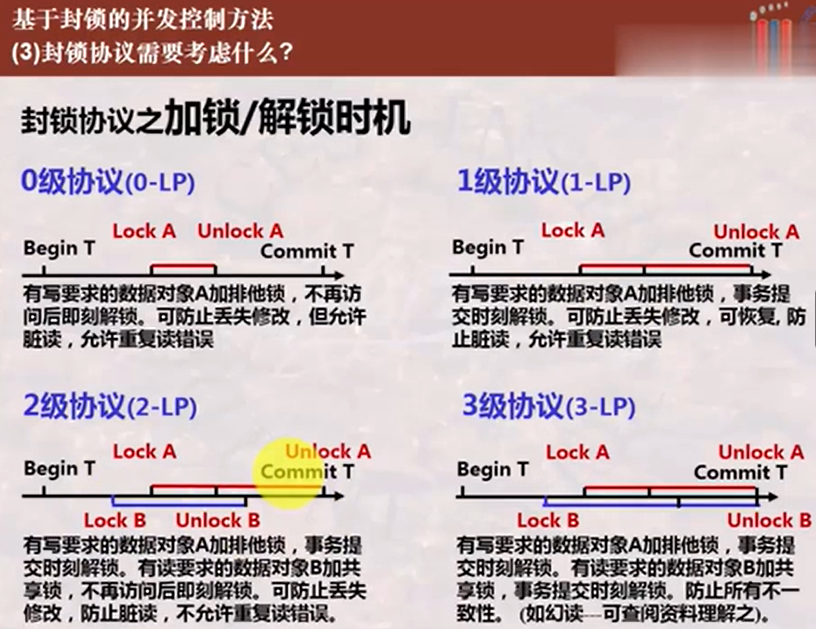 基于封锁的并发控制方法
(3)封锁协议需要考虑什么?
封锁协议之加锁/解锁时机
0级协议(0-LP)
Lock A Unlock A
Begin T Commit T
有写要求的数据对象A加排他锁，不再访
问后即刻解锁。可防止丢失修改，但允许
脏读，允许重复读错误
1级协议(1-LP)
Lock A Unlock A
Begin T Commit T
有写要求的数据对象A加排他锁，事务提
交时刻解锁。可防止丢失修改，可恢复, 防
止脏读，允许重复读错误
2级协议(2-LP)
Lock A Unlock A
Begin T Commit T
Lock B Unlock B
有写要求的数据对象A加排他锁，事务提
交时刻解锁。有读要求的数据对象B加共
享锁，不再访问后即刻解锁。可防止丢失
修改，防止脏读，不允许重复读错误。
3级协议(3-LP)
Lock A Unlock A
Begin T Commit T
Lock B Unlock B
有写要求的数据对象A加排他锁，事务提
交时刻解锁。有读要求的数据对象B加共
享锁，事务提交时刻解锁。防止所有不一
致性。 (如幻读---可查阅资料理解之)。